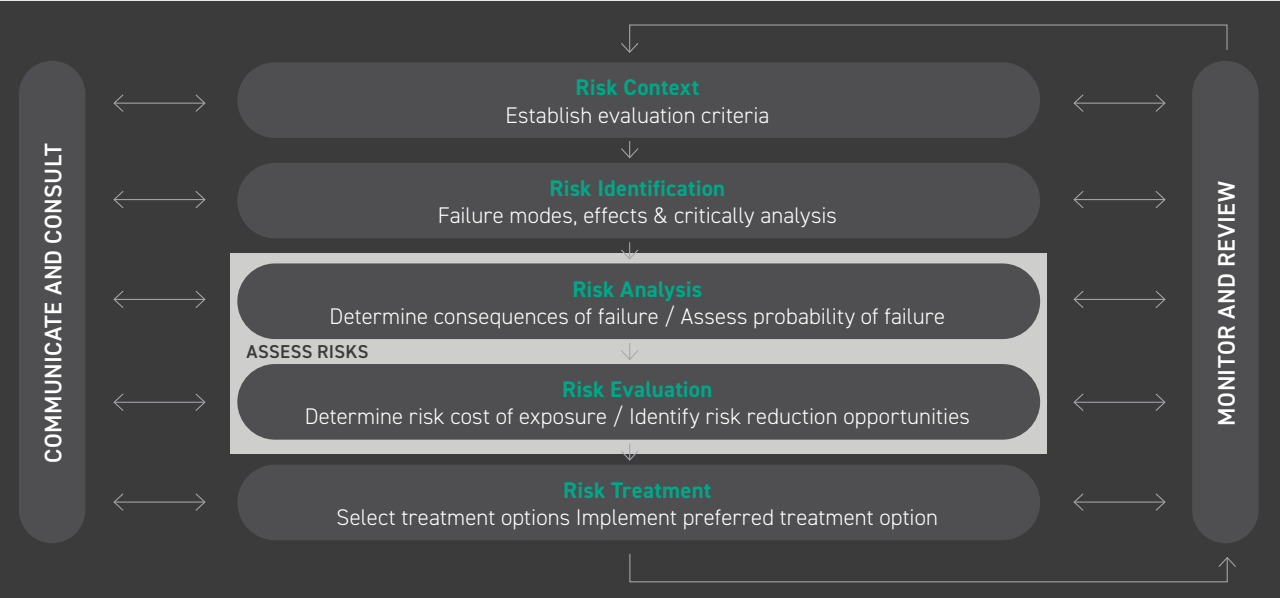 COMMUNICATE AND CONSULT
Risk Context
Establish evaluation criteria
Risk Identification
Failure modes, effects & critically analysis
Risk Analysis
Determine consequences of failure / Assess probability of failure
ASSESS RISKS
Risk Evaluation
Determine risk cost of exposure / Identify risk reduction opportunities
Risk Treatment
Select treatment options Implement preferred treatment option
MONITOR AND REVIEW